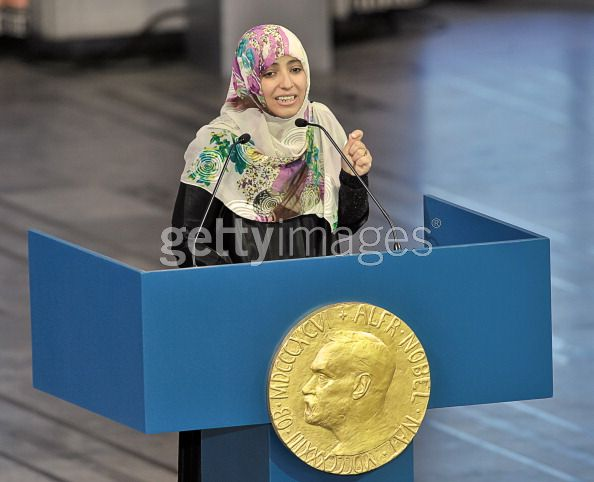 gettyimages®
ALFR· NOBEL NAT· MDCCCXXXIII OB· MDCCCXCVI